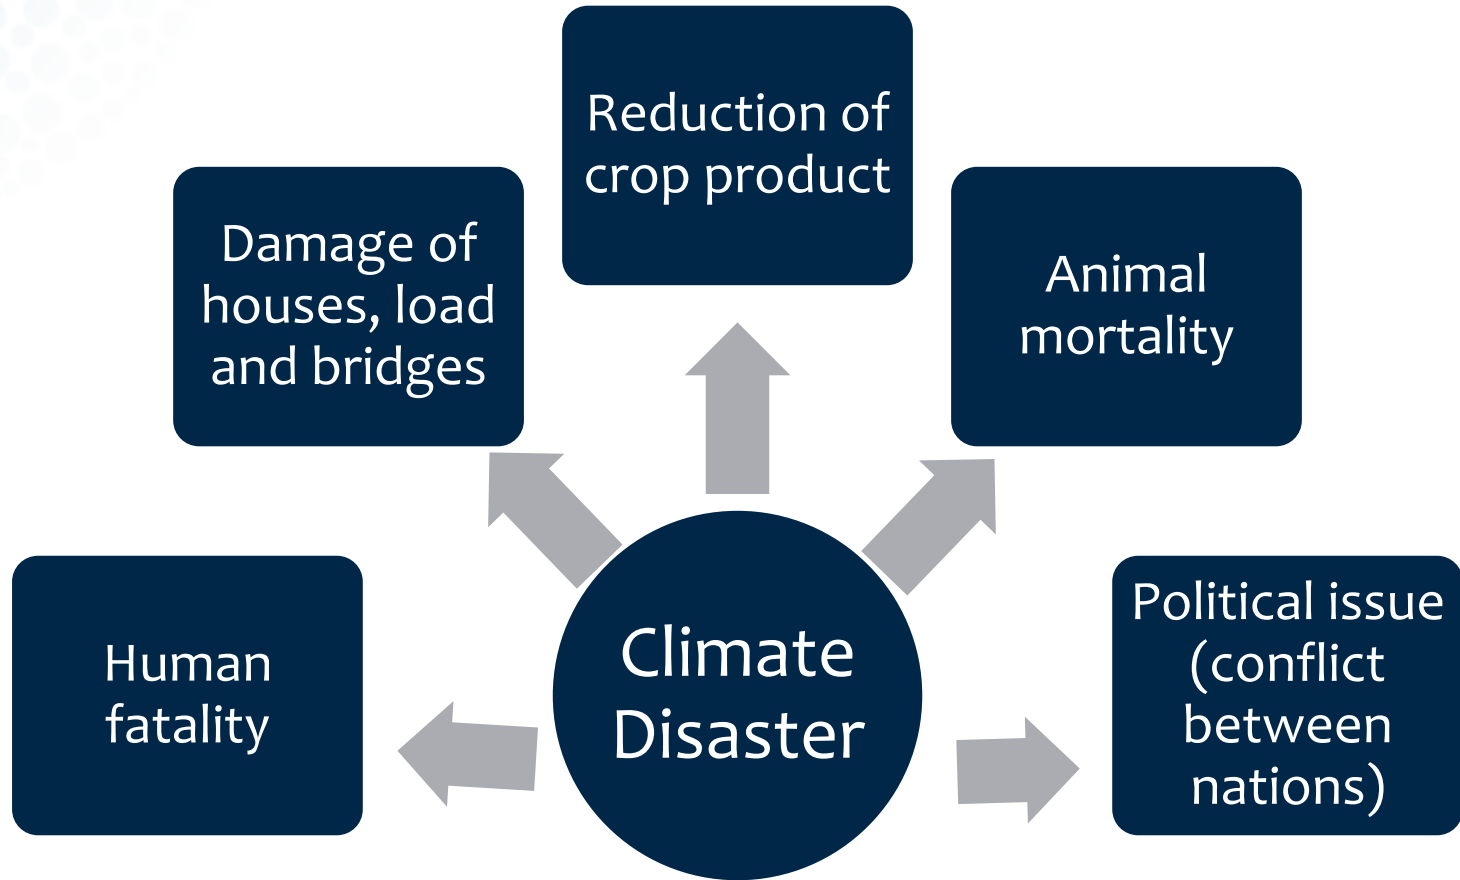 Reduction of
crop product
Damage of
houses, load
and bridges
Animal
mortality
Human
fatality
Climate
Disaster
Political issue
(conflict
between
nations)